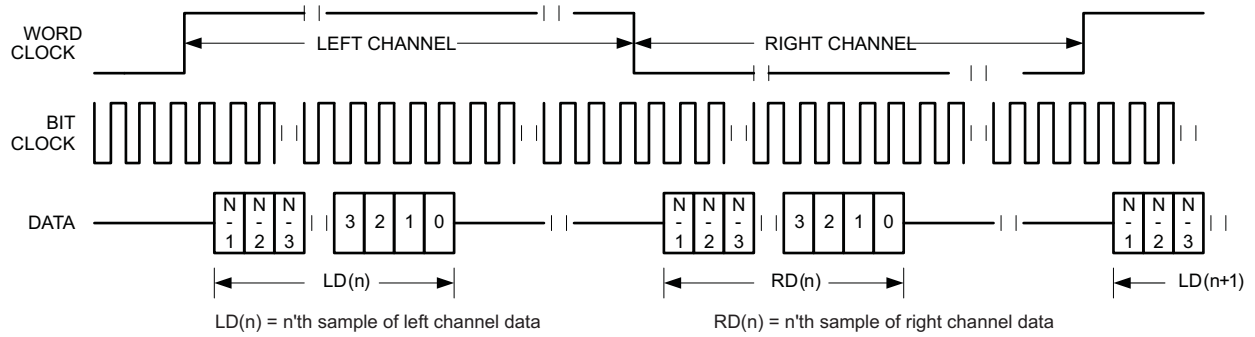 WORD
CLOCK
LEFT CHANNEL
RIGHT CHANNEL
BIT
CLOCK
DATA
N
-
1
N
-
2
N
-
3
3
2
1
0
N
-
1
N
-
2
N
-
3
3
2
1
0
N
-
1
N
-
2
N
-
3
LD(n)
RD(n)
LD(n+1)
LD(n) = n'th sample of left channel data
RD(n) = n'th sample of right channel data